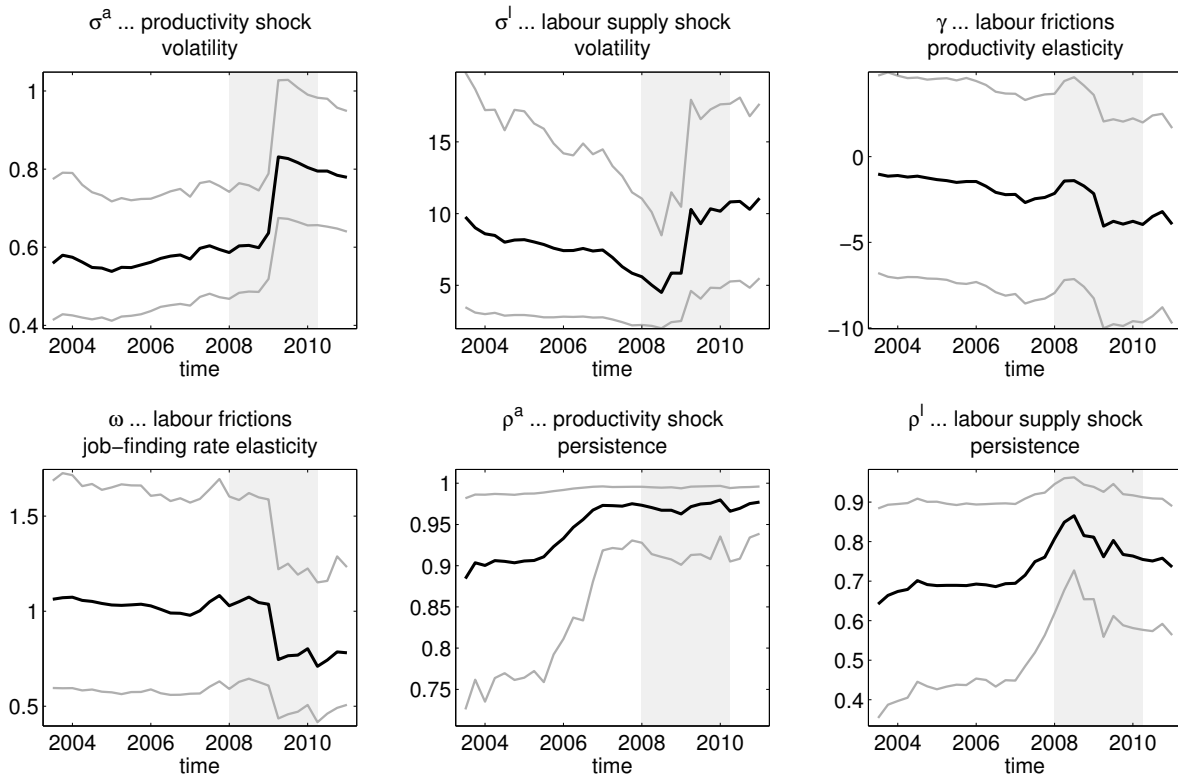 σᵃ ... productivity shock
volatility
1
0.8
0.6
0.4
2004 2006 2008 2010
time
σˡ ... labour supply shock
volatility
15
10
5
2004 2006 2008 2010
time
γ ... labour frictions
productivity elasticity
0
−5
−10
2004 2006 2008 2010
time
ω ... labour frictions
job−finding rate elasticity
1.5
1
0.5
2004 2006 2008 2010
time
ρᵃ ... productivity shock
persistence
1
0.95
0.9
0.85
0.8
0.75
2004 2006 2008 2010
time
ρˡ ... labour supply shock
persistence
0.9
0.8
0.7
0.6
0.5
0.4
2004 2006 2008 2010
time